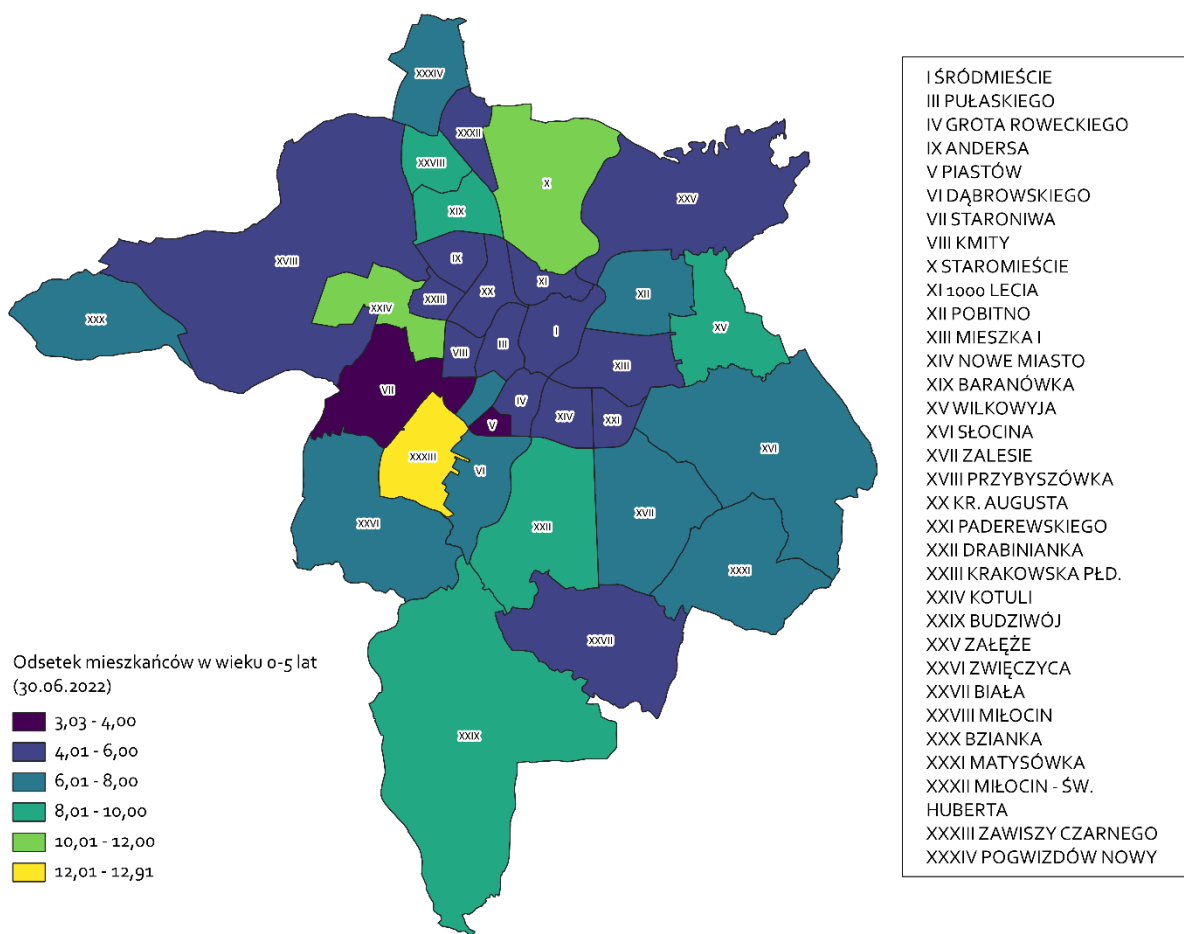 XXXIV
XXXII
XXVIII
X
XXV
XIX
IX
XVIII
XX
XI
XII
XXIII
XXIV
XV
XXX
I
III
VIII
XIII
VII
IV
XIV
XXI
V
XVI
XXXIII
VI
XXVI
XXII
XVII
XXXI
XXVII
XXIX
Odsetek mieszkańców w wieku 0-5 lat
(30.06.2022)
3,03 - 4,00
4,01 - 6,00
6,01 - 8,00
8,01 - 10,00
10,01 - 12,00
12,01 - 12,91
I ŚRÓDMIEŚCIE
III PUŁASKIEGO
IV GROTA ROWECKIEGO
IX ANDERSA
V PIASTÓW
VI DĄBROWSKIEGO
VII STARONIWA
VIII KMITY
X STAROMIEŚCIE
XI 1000 LECIA
XII POBITNO
XIII MIESZKA I
XIV NOWE MIASTO
XIX BARANÓWKA
XV WILKOWYJA
XVI SŁOCINA
XVII ZALESIE
XVIII PRZYBYSZÓWKA
XX KR. AUGUSTA
XXI PADEREWSKIEGO
XXII DRABINIANKA
XXIII KRAKOWSKA PŁD.
XXIV KOTULI
XXIX BUDZIWÓJ
XXV ZAŁĘŻE
XXVI ZWIĘCZYCA
XXVII BIAŁA
XXVIII MIŁOCIN
XXX BZIANKA
XXXI MATYSÓWKA
XXXII MIŁOCIN - ŚW.
HUBERTA
XXXIII ZAWISZY CZARNEGO
XXXIV POGWIZDÓW NOWY